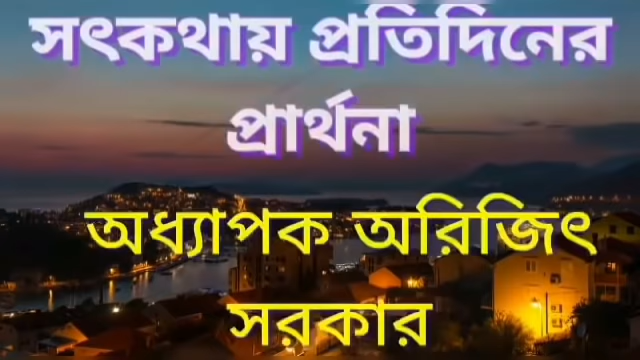 সৎকথায় প্রতিদিনের
প্রার্থনা
অধ্যাপক অরিজিৎ
সরকার